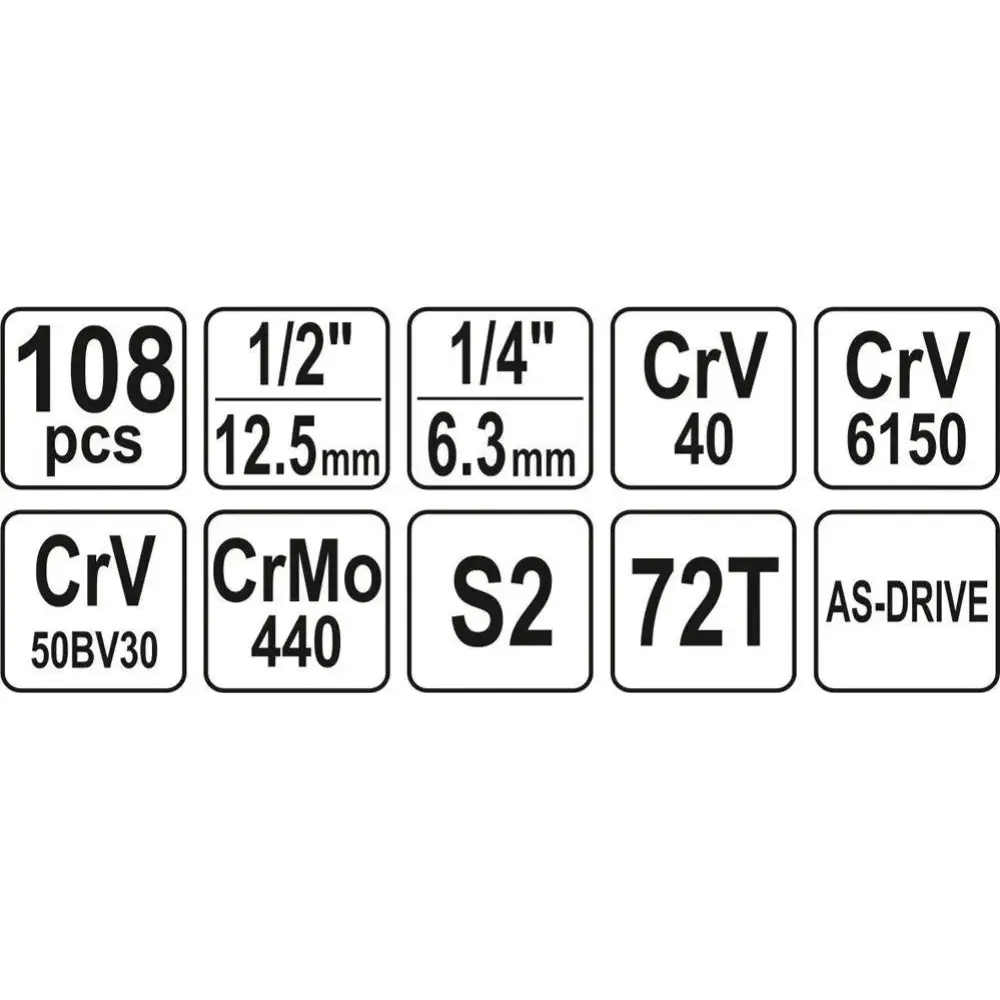 108
pcs
1/2"
12.5mm
1/4"
6.3mm
CrV
40
CrV
6150
CrV
50BV30
CrMo
440
S2
72T
AS-DRIVE